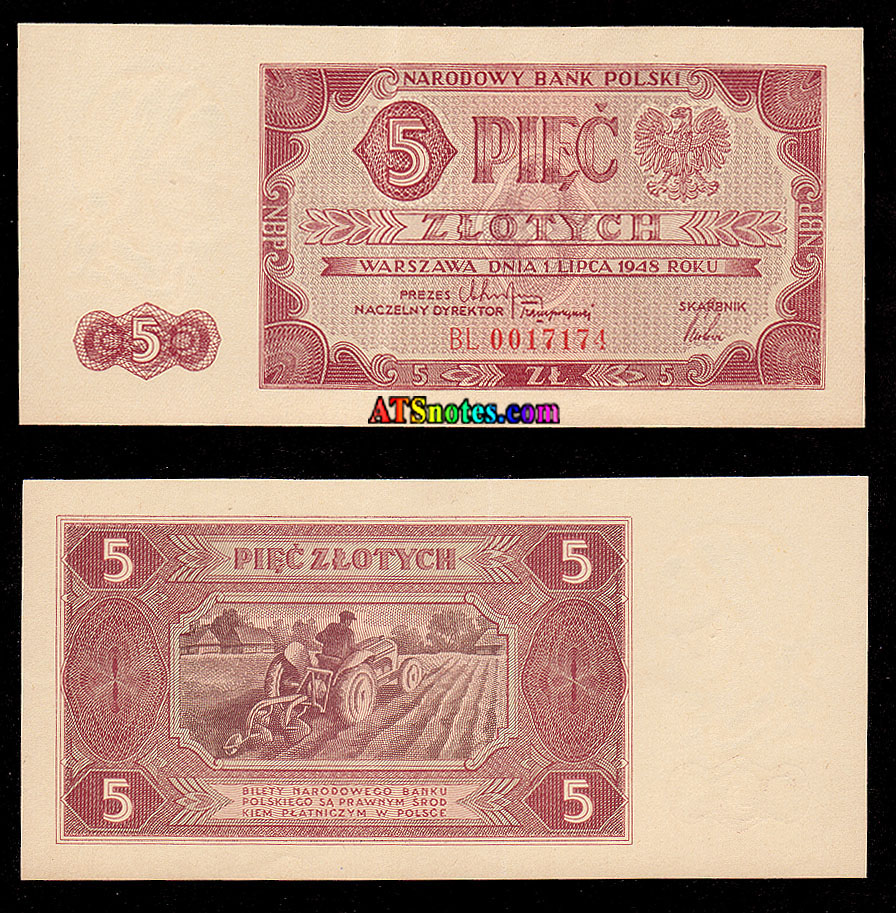 NARODOWY BANK POLSKI
5 PIĘĆ
ZŁOTYCH
NBP
NBP
WARSZAWA DNIA 1 LIPCA 1948 ROKU
PREZES
NACZELNY DYREKTOR
SKARBNIK
BL 0017174
5 ZŁ 5
5
ATSnotes.com
5 PIĘĆ ZŁOTYCH 5
5 5
BILETY NARODOWEGO BANKU
POLSKIEGO SĄ PRAWNYM ŚROD
KIEM PŁATNICZYM W POLSCE